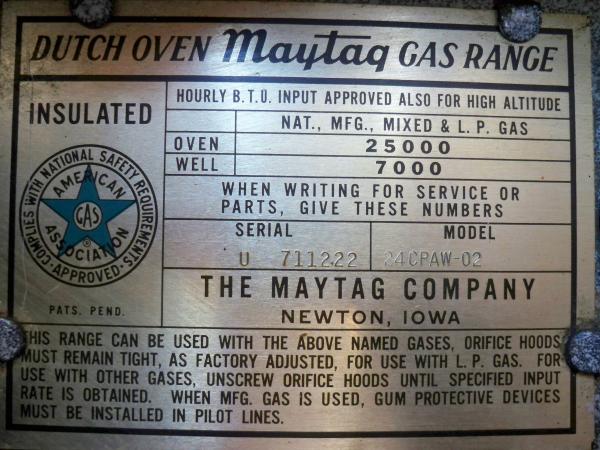 DUTCH OVEN Maytag GAS RANGE
INSULATED
HOURLY B.T.U. INPUT APPROVED ALSO FOR HIGH ALTITUDE
NAT., MFG., MIXED & L. P. GAS
OVEN 25000
WELL 7000
COMPLIES WITH NATIONAL SAFETY REQUIREMENTS
·APPROVED·
AMERICAN
GAS
®
ASSOCIATION
WHEN WRITING FOR SERVICE OR
PARTS, GIVE THESE NUMBERS
SERIAL MODEL
U 711222 24CPAW-02
PATS. PEND.
THE MAYTAG COMPANY
NEWTON, IOWA
THIS RANGE CAN BE USED WITH THE ABOVE NAMED GASES, ORIFICE HOODS
MUST REMAIN TIGHT, AS FACTORY ADJUSTED, FOR USE WITH L. P. GAS. FOR
USE WITH OTHER GASES, UNSCREW ORIFICE HOODS UNTIL SPECIFIED INPUT
RATE IS OBTAINED. WHEN MFG. GAS IS USED, GUM PROTECTIVE DEVICES
MUST BE INSTALLED IN PILOT LINES.